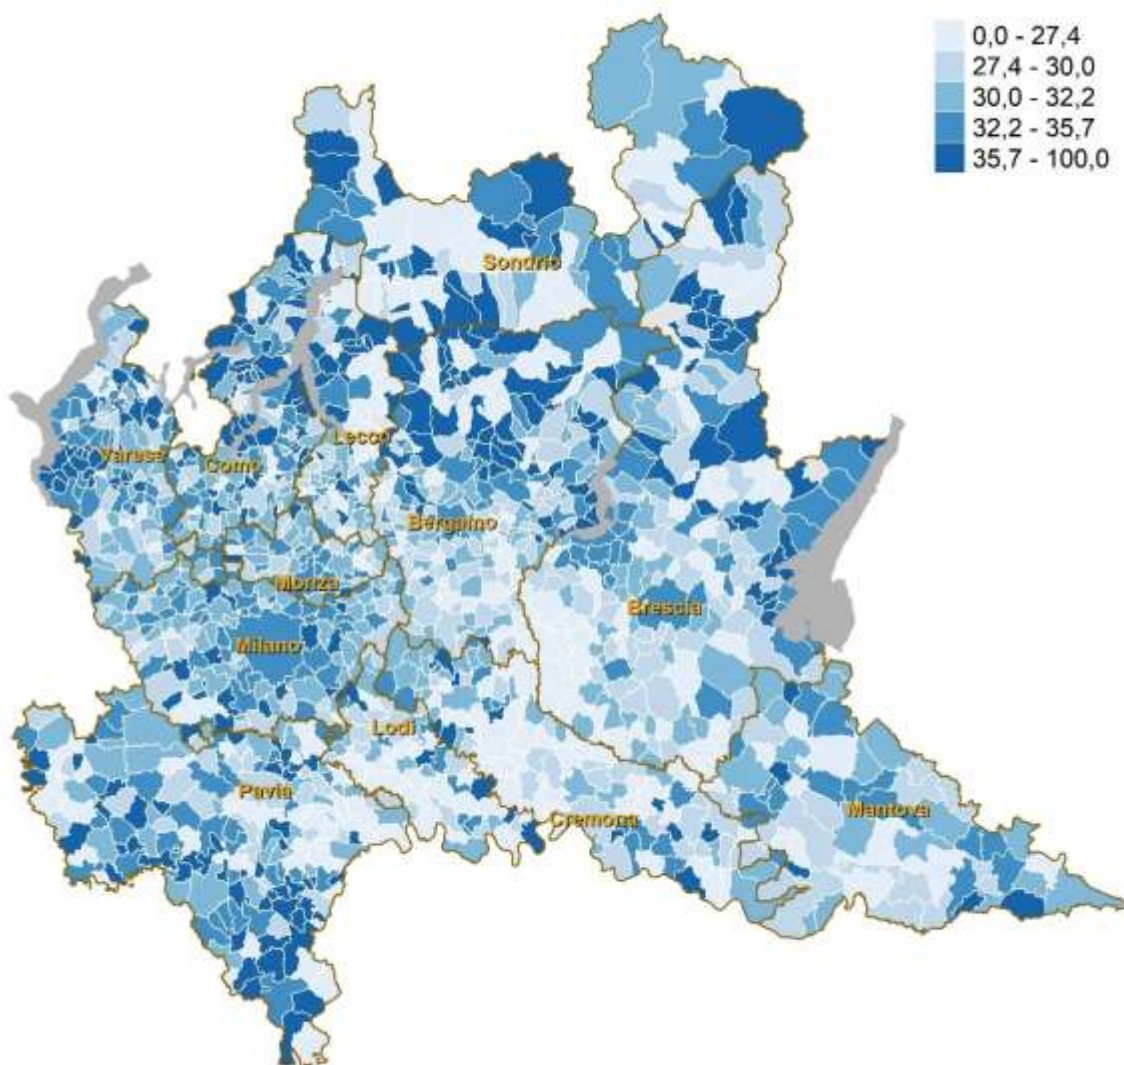 0,0 - 27,4
27,4 - 30,0
30,0 - 32,2
32,2 - 35,7
35,7 - 100,0
Sondrio
Lecco
Varese
Como
Bergamo
Monza
Brescia
Milano
Lodi
Pavia
Cremona
Mantova